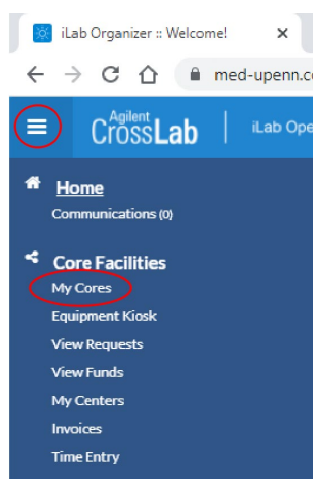 iLab Organizer :: Welcome!
med-upenn.c
Agilent
CrossLab
iLab Ope
Home
Communications (0)
Core Facilities
My Cores
Equipment Kiosk
View Requests
View Funds
My Centers
Invoices
Time Entry